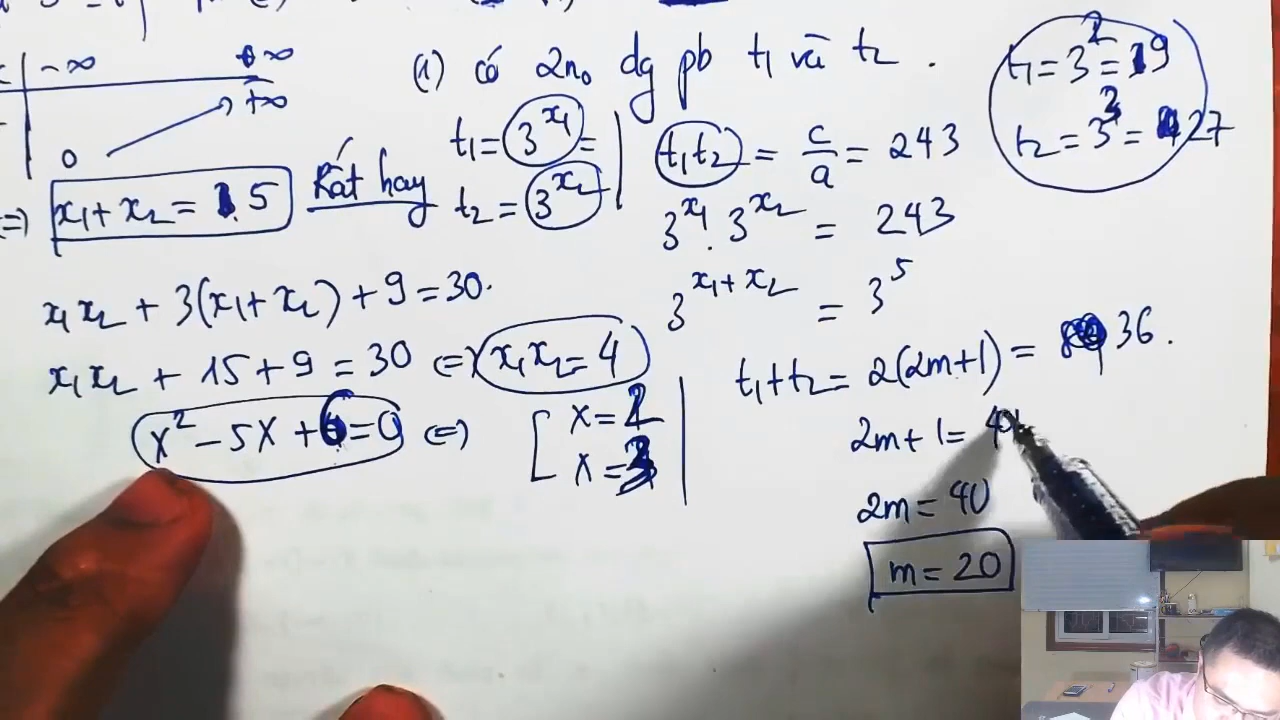 -∞ +∞
+∞
0
(1) có 2n₀ dg pb t₁ và t₂ .
t₁ = 3² = 9
t₂ = 3³ = 27
t₁ = 3^x₁ =
t₂ = 3^x₂
t₁t₂ = c/a = 243
3^x₁ . 3^x₂ = 243
3^x₁+x₂ = 3⁵
(=) x₁ + x₂ = 5 Rất hay
x₁x₂ + 3(x₁+x₂) + 9 = 30.
x₁x₂ + 15 + 9 = 30 (=) x₁x₂ = 4
x² - 5x + 6 = 0 (=) [ x = 2
x = 3
t₁ + t₂ = 2(2m+1) = 36.
2m + 1 =
2m = 40
m = 20